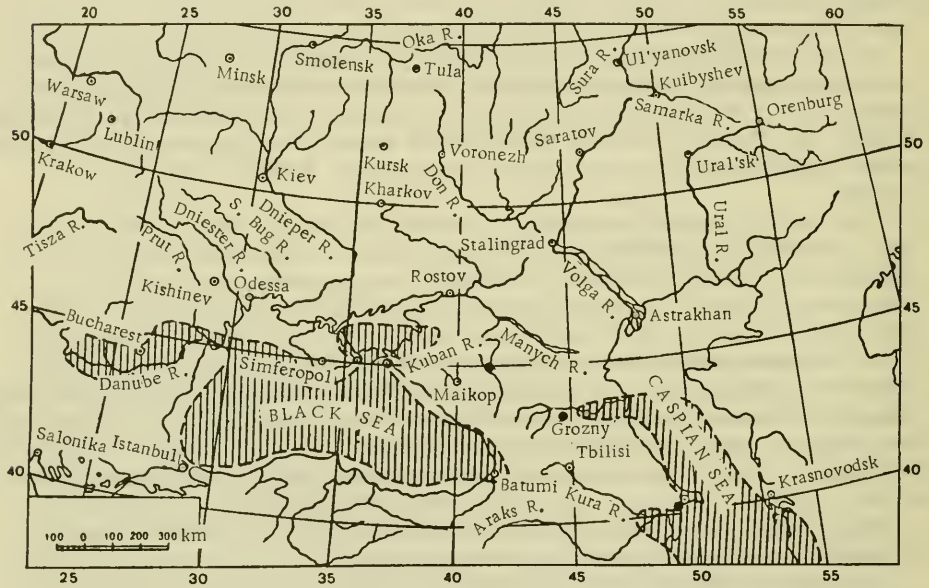 20 25 30 35 40 45 50 55 60
Oka R.
Smolensk
Minsk
Tula
Sura R.
Ul'yanovsk
Kuibyshev
Samarka R.
Orenburg
Warsaw
Lublin
50
Krakow
Kiev
Kursk
Kharkov
Voronezh
Don R.
Saratov
Ural'sk
50
Tisza R.
Prut R.
Dniester R.
S. Bug R.
Dnieper R.
Stalingrad
Volga R.
Ural R.
Kishinev
Odessa
Rostov
Astrakhan
45
Bucharest
Danube R.
Simferopol
Kuban R.
Manych R.
Maikop
45
BLACK SEA
CASPIAN SEA
Grozny
Tbilisi
Salonika
Istanbul
40
Batumi
Kura R.
Araks R.
Krasnovodsk
40
100 0 100 300 km
25 30 35 40 45 50 55